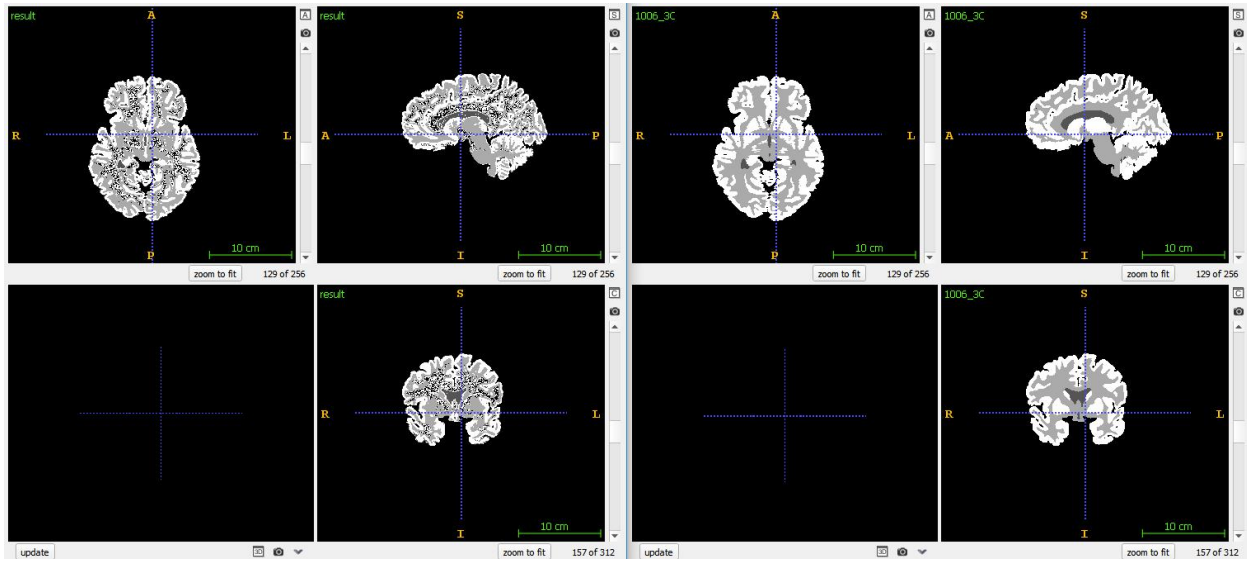 result
A
A
R
L
P
10 cm
zoom to fit
129 of 256
result
S
S
A
P
I
10 cm
zoom to fit
129 of 256
1006_3C
A
A
R
L
P
10 cm
zoom to fit
129 of 256
1006_3C
S
S
A
P
I
10 cm
zoom to fit
129 of 256
update
3D
result
S
C
R
L
I
10 cm
zoom to fit
157 of 312
update
3D
1006_3C
S
C
R
L
I
10 cm
zoom to fit
157 of 312